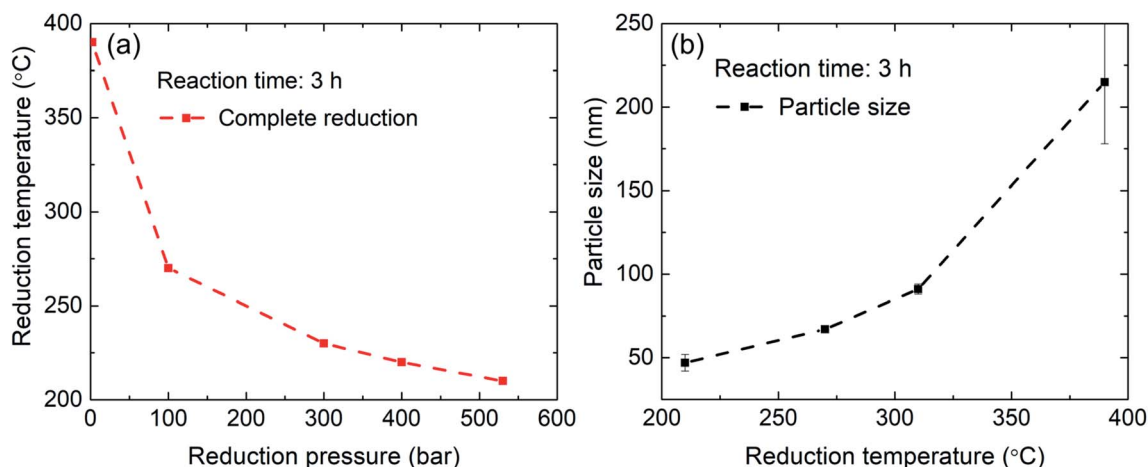 (a)
Reaction time: 3 h
Complete reduction
Reduction temperature (°C)
400
350
300
250
200
0 100 200 300 400 500 600
Reduction pressure (bar)
(b)
Reaction time: 3 h
Particle size
Particle size (nm)
250
200
150
100
50
200 250 300 350 400
Reduction temperature (°C)